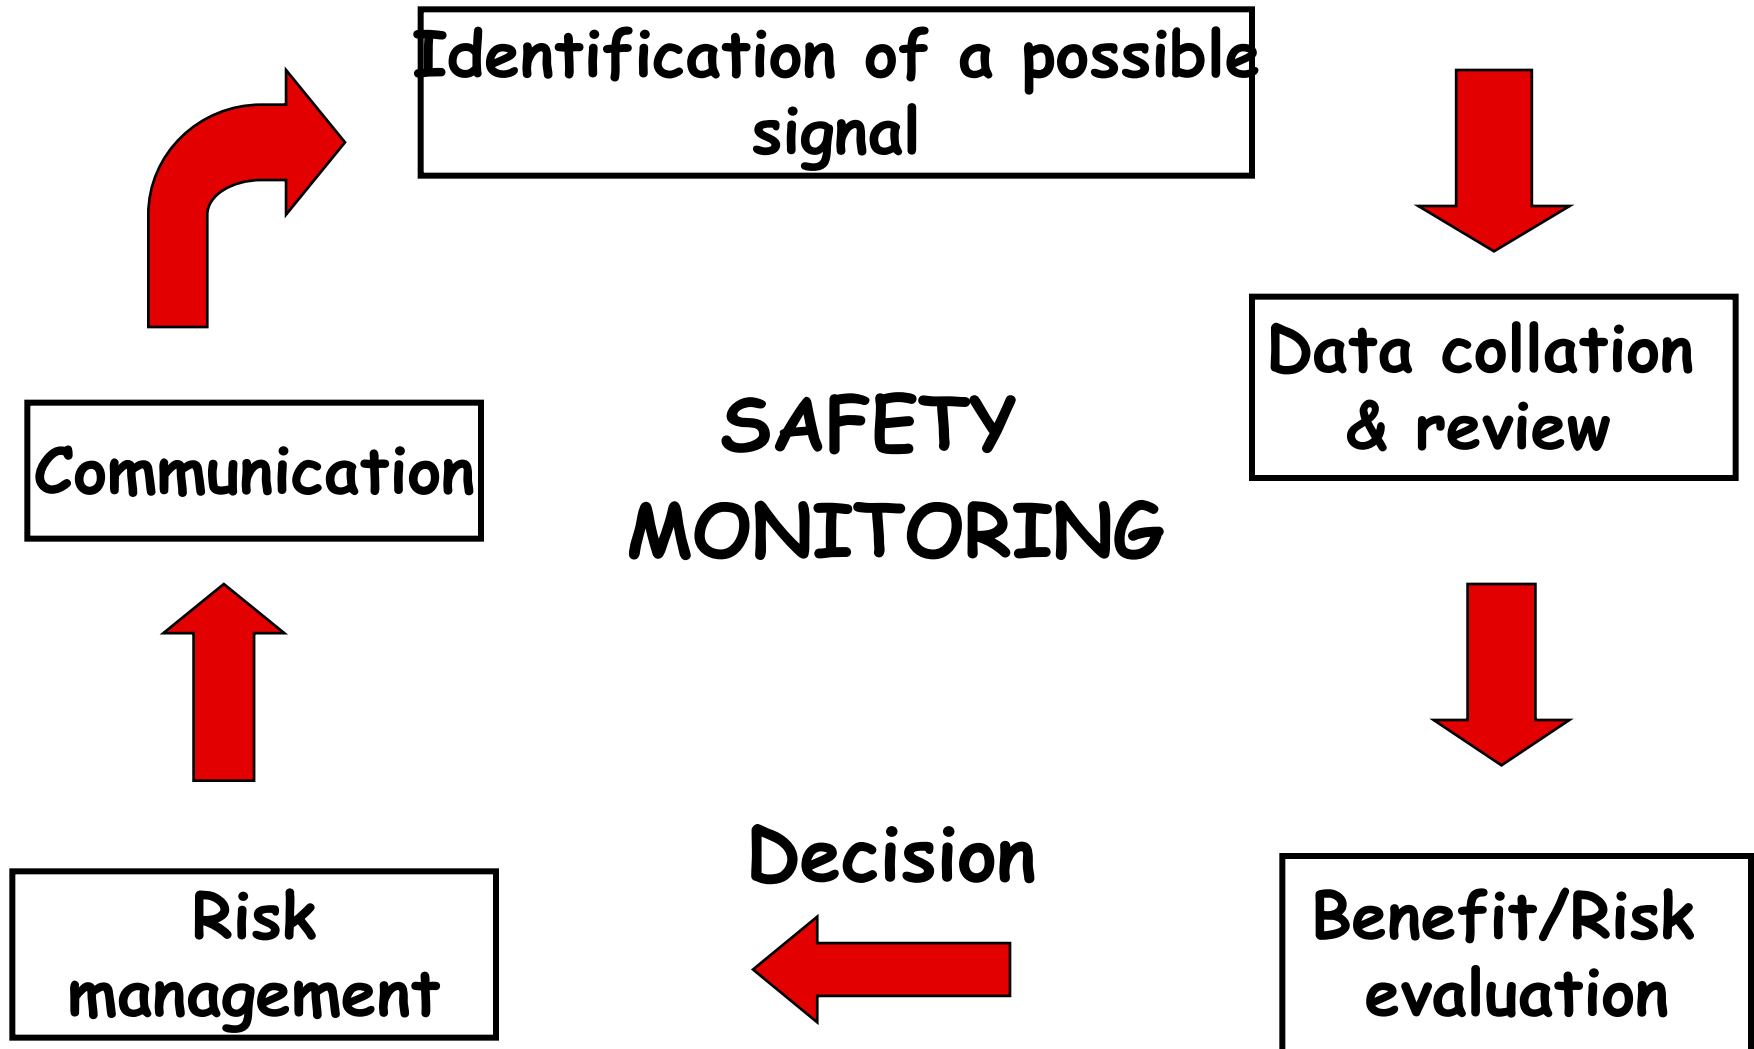 Identification of a possible
signal
Data collation
& review
SAFETY
MONITORING
Communication
Decision
Benefit/Risk
evaluation
Risk
management